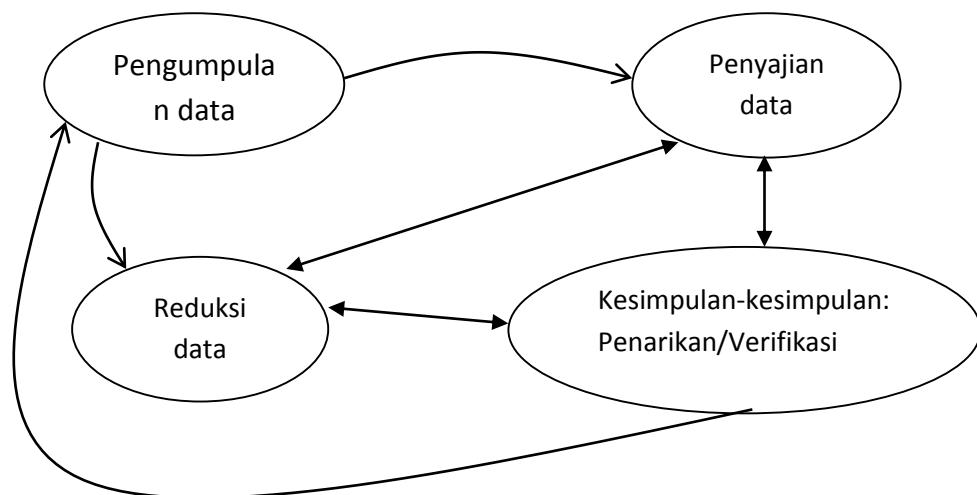 Pengumpula
n data
Penyajian
data
Reduksi
data
Kesimpulan-kesimpulan:
Penarikan/Verifikasi